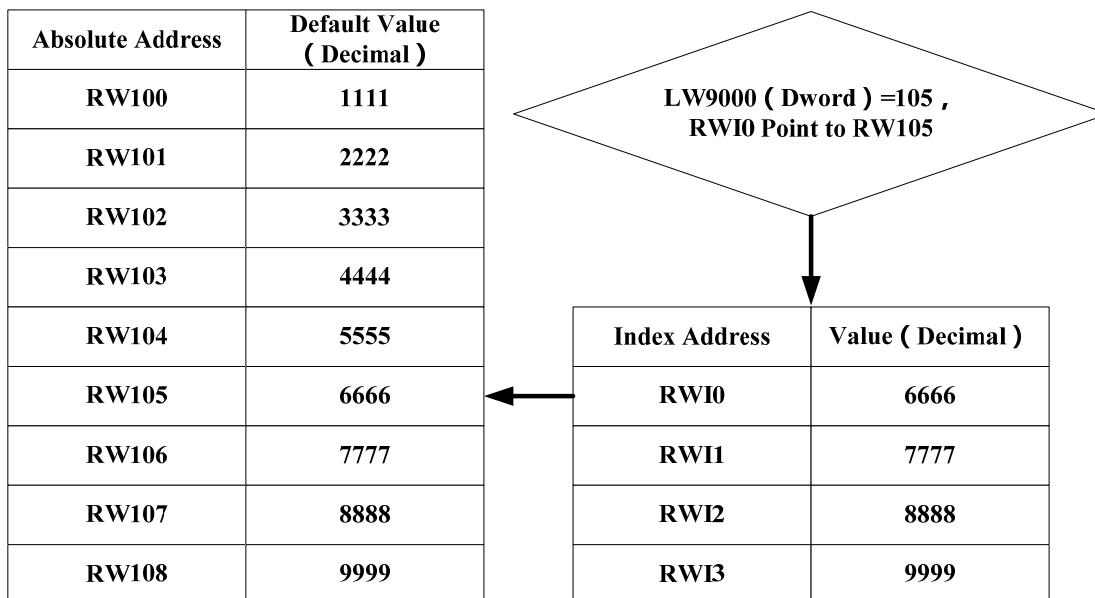 Absolute Address Default Value
( Decimal )
RW100 1111
RW101 2222
RW102 3333
RW103 4444
RW104 5555
RW105 6666
RW106 7777
RW107 8888
RW108 9999
LW9000 ( Dword ) =105 ,
RWI0 Point to RW105
Index Address Value ( Decimal )
RWI0 6666
RWI1 7777
RWI2 8888
RWI3 9999